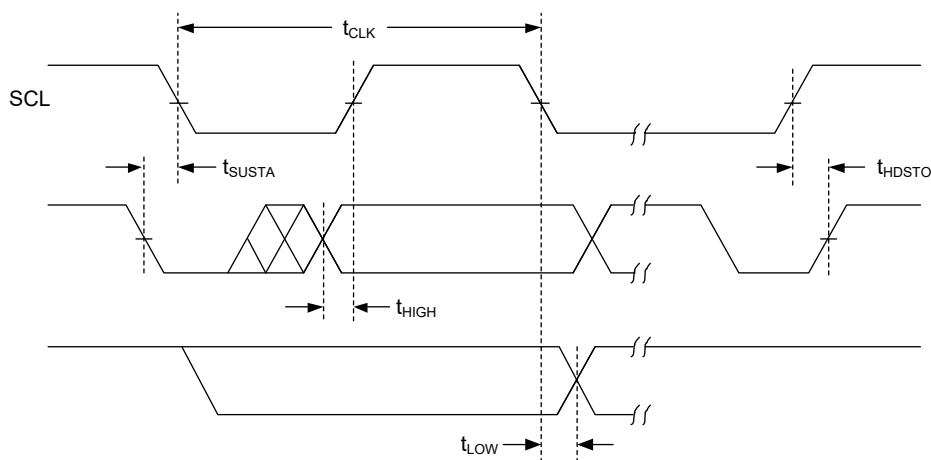 tCLK
SCL
tSUSTA
tHDSTO
tHIGH
tLOW